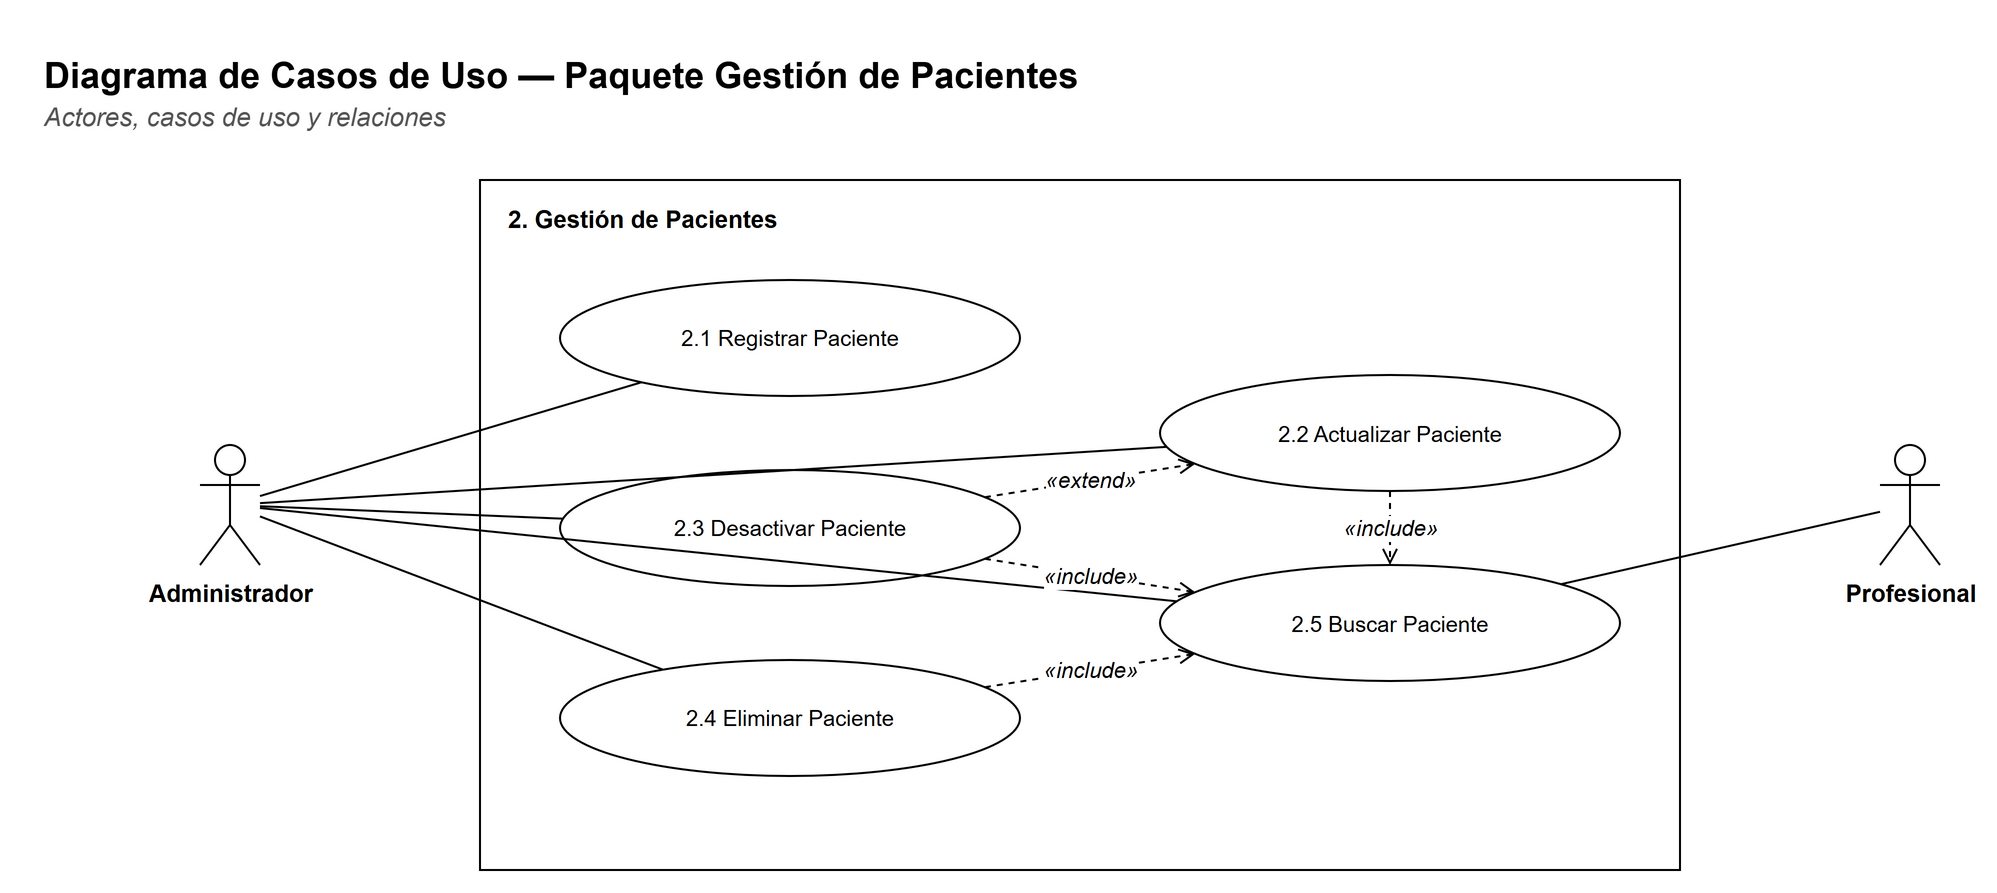 Diagrama de Casos de Uso — Paquete Gestión de Pacientes
Actores, casos de uso y relaciones
2. Gestión de Pacientes
2.1 Registrar Paciente
2.2 Actualizar Paciente
«extend»
2.3 Desactivar Paciente
«include»
«include»
Administrador
Profesional
2.5 Buscar Paciente
«include»
2.4 Eliminar Paciente